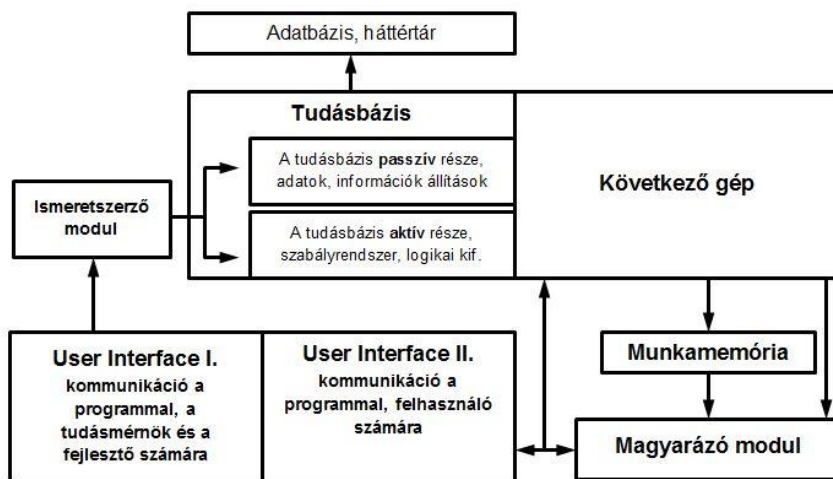 Adatbázis, háttértár
Tudásbázis
A tudásbázis passzív része,
adatok, információk állítások
A tudásbázis aktív része,
szabályrendszer, logikai kif.
Következő gép
Ismeretszerző
modul
User Interface I.
kommunikáció a
programmal, a
tudásmérnök és a
fejlesztő számára
User Interface II.
kommunikáció a
programmal, felhasználó
számára
Munkamemória
Magyarázó modul